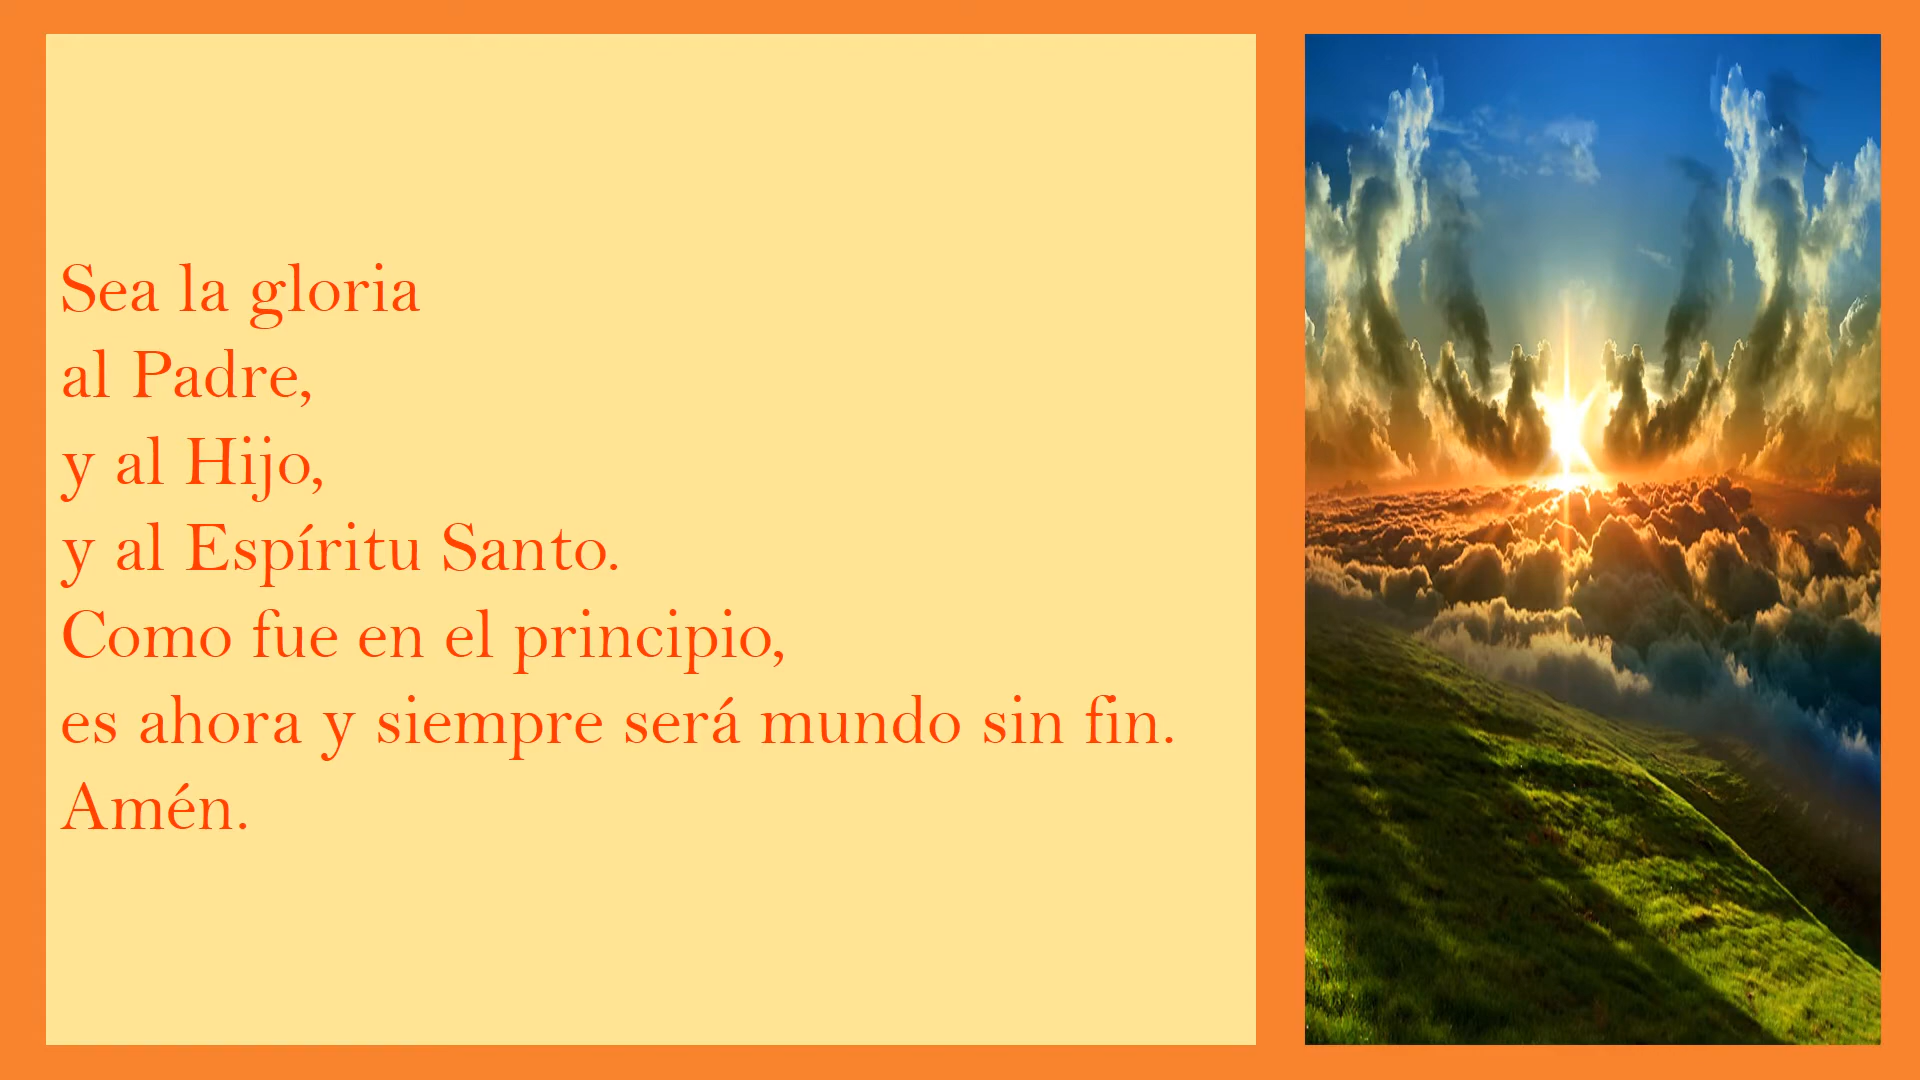 Sea la gloria
al Padre,
y al Hijo,
y al Espíritu Santo.
Como fue en el principio,
es ahora y siempre será mundo sin fin.
Amén.